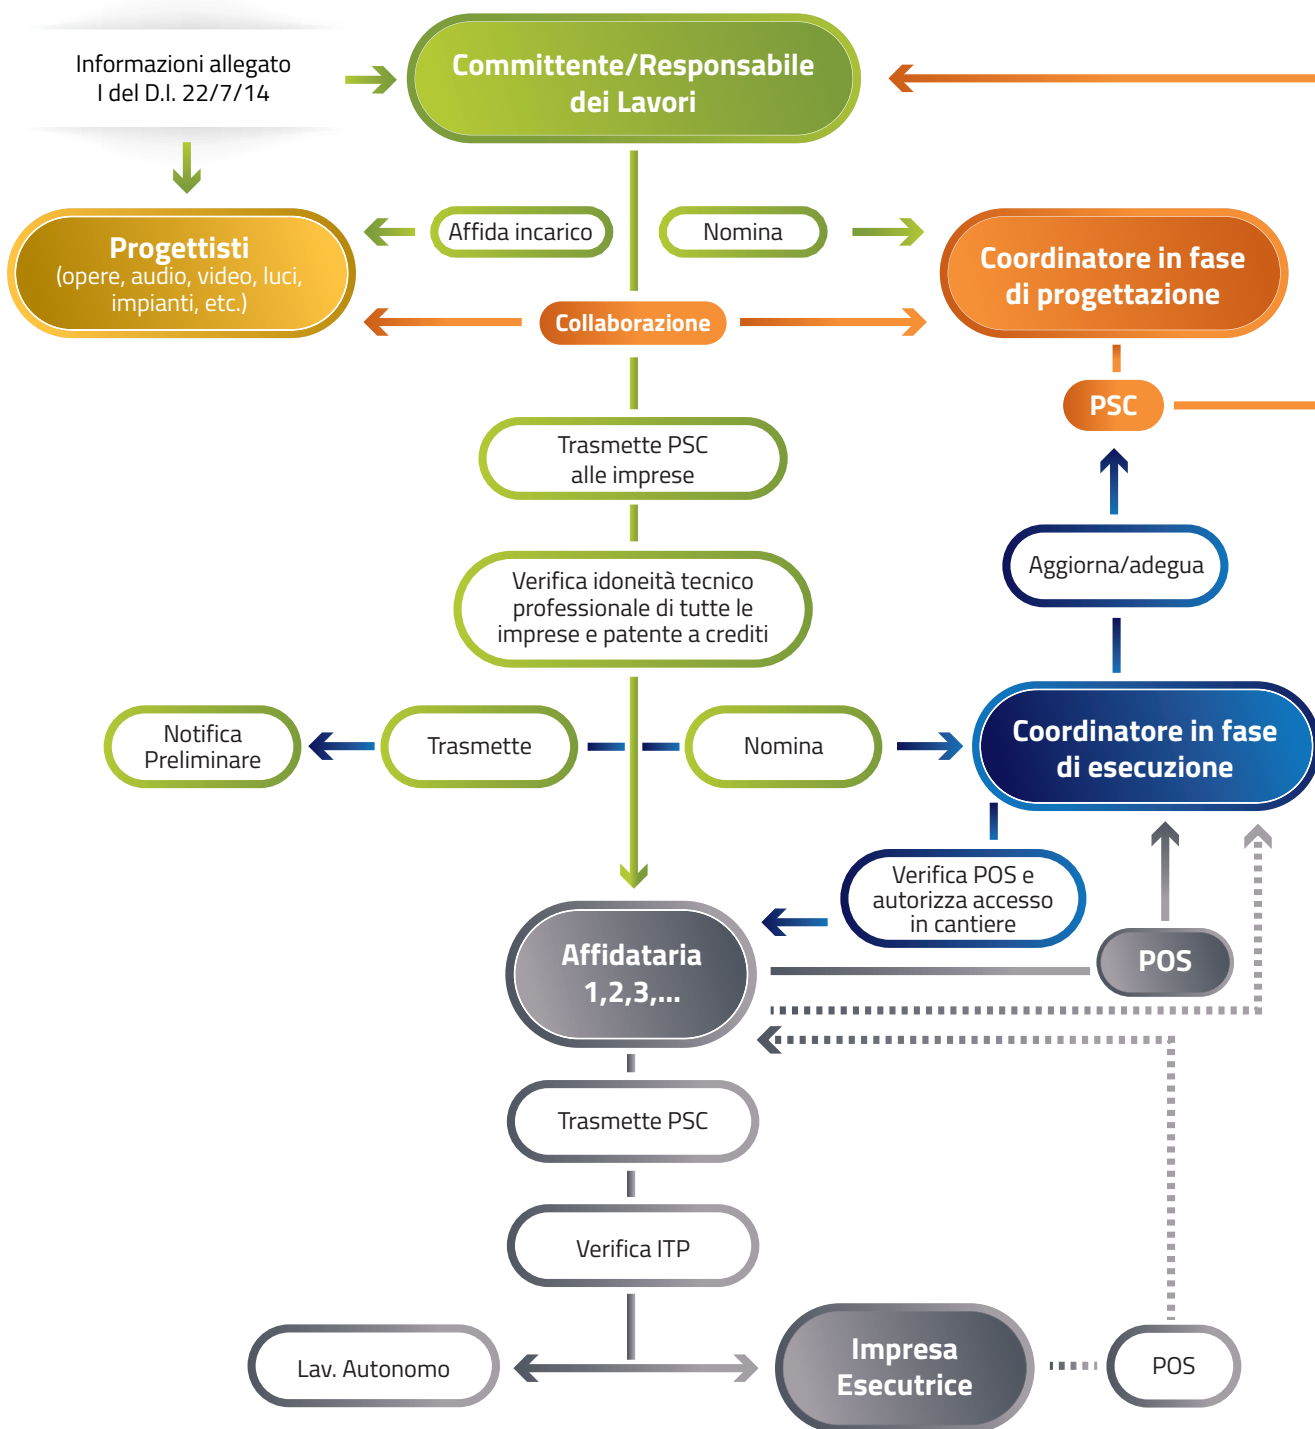 Informazioni allegato
I del D.I. 22/7/14
Committente/Responsabile
dei Lavori
Progettisti
(opere, audio, video, luci,
impianti, etc.)
Affida incarico
Nomina
Coordinatore in fase
di progettazione
Collaborazione
PSC
Trasmette PSC
alle imprese
Aggiorna/adegua
Verifica idoneità tecnico
professionale di tutte le
imprese e patente a crediti
Notifica
Preliminare
Trasmette
Nomina
Coordinatore in fase
di esecuzione
Verifica POS e
autorizza accesso
in cantiere
Affidataria
1,2,3,...
POS
Trasmette PSC
Verifica ITP
Lav. Autonomo
Impresa
Esecutrice
POS